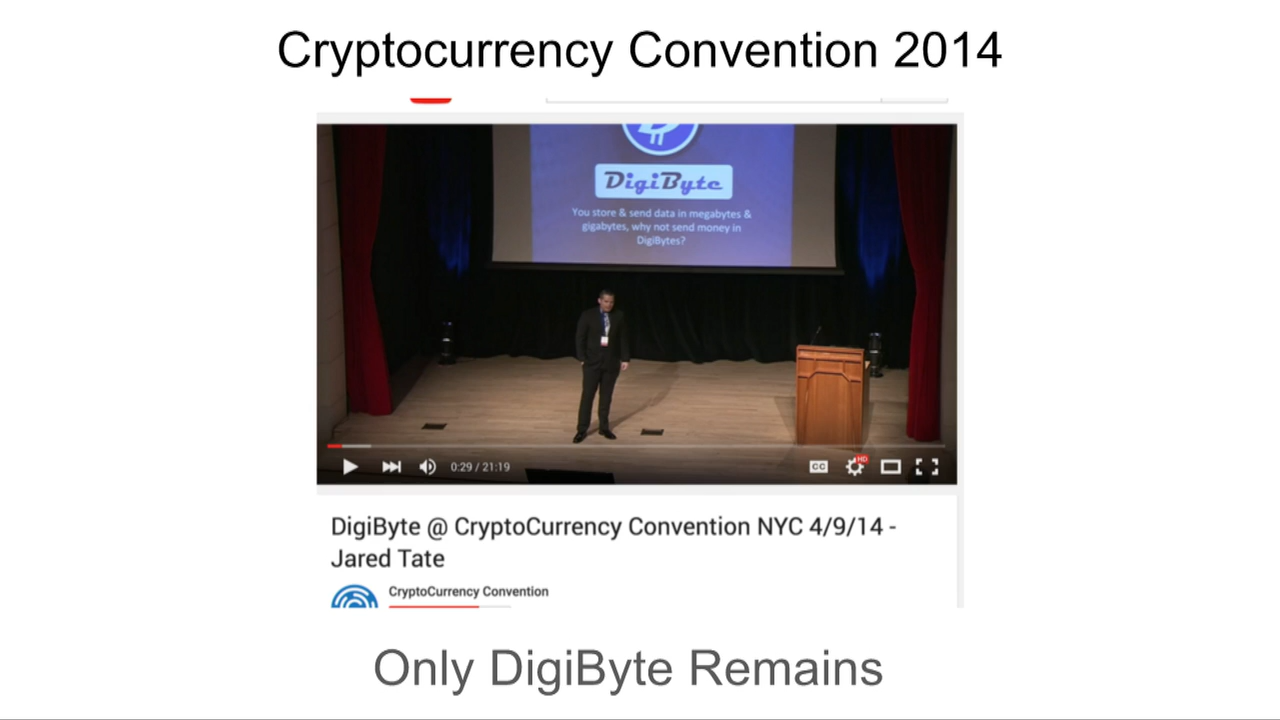 Cryptocurrency Convention 2014
DigiByte
You store & send data in megabytes &
gigabytes, why not send money in
DigiBytes?
0:29 / 21:19
CC
HD
DigiByte @ CryptoCurrency Convention NYC 4/9/14 -
Jared Tate
CryptoCurrency Convention
Only DigiByte Remains